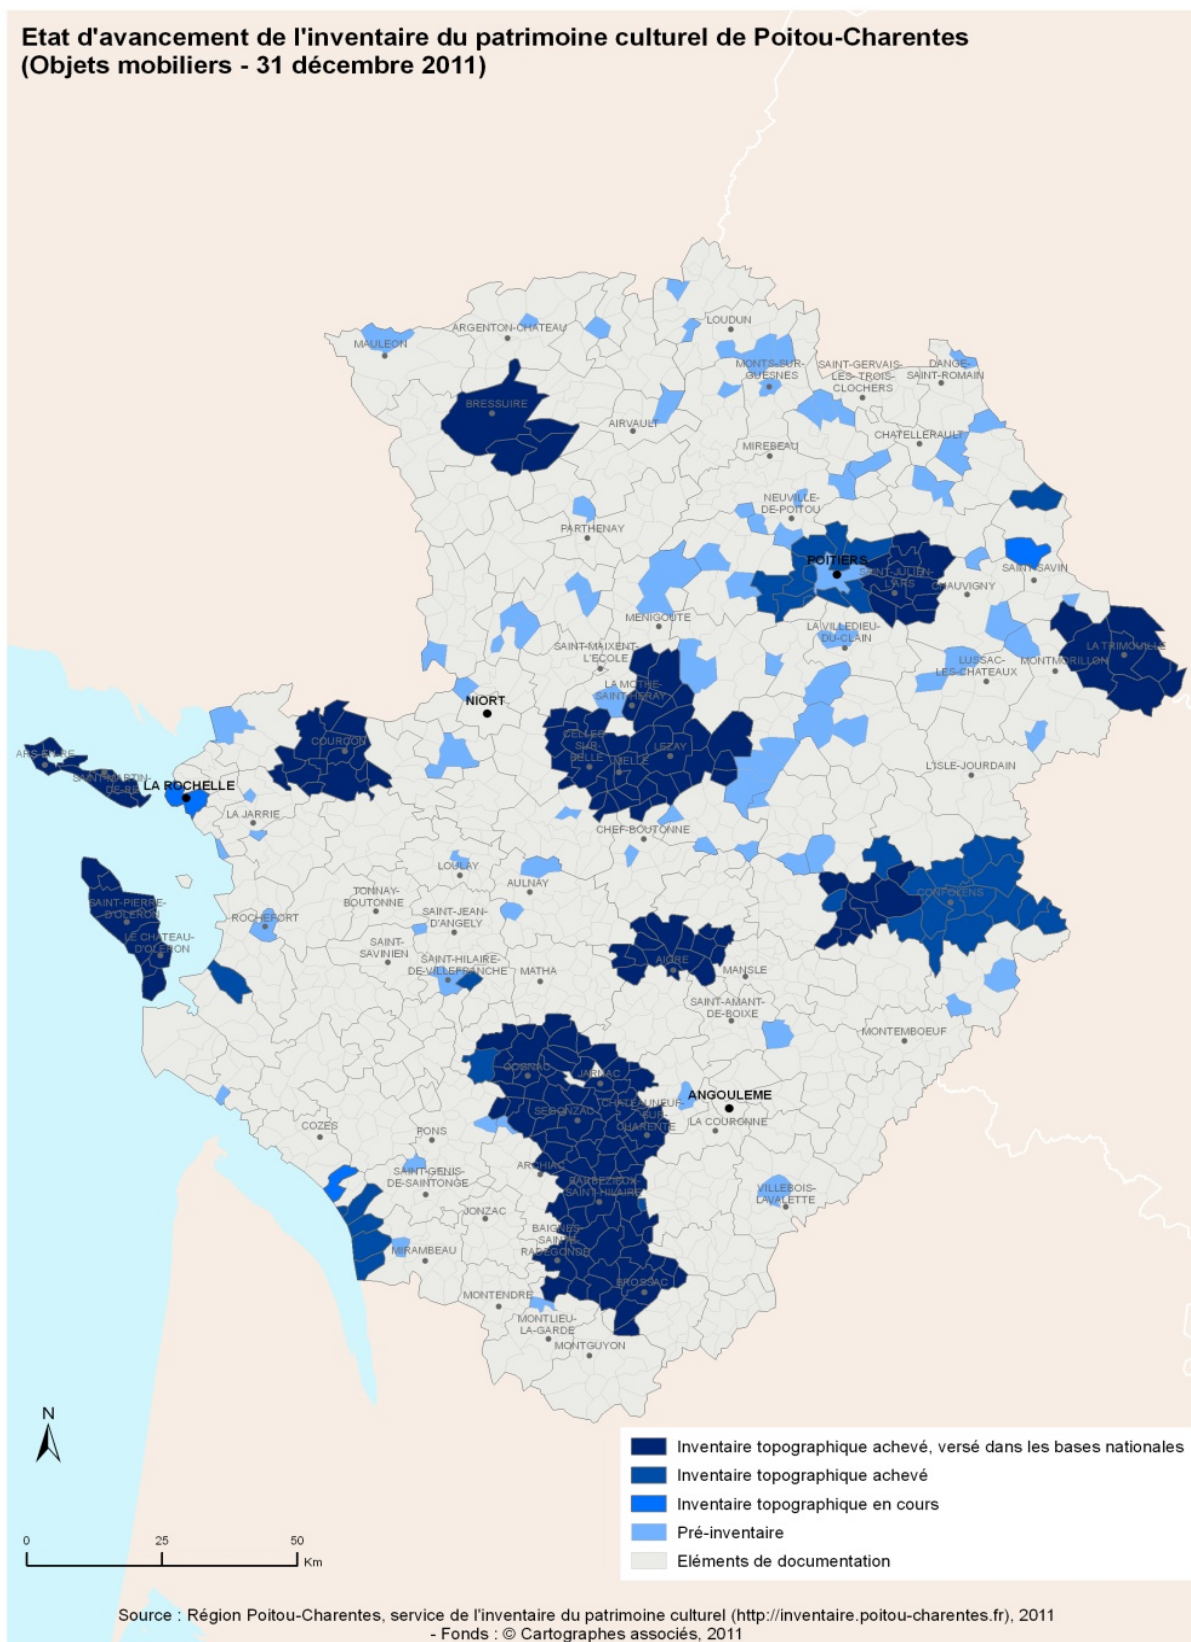 Etat d'avancement de l'inventaire du patrimoine culturel de Poitou-Charentes
(Objets mobiliers - 31 décembre 2011)
LOUDUN
ARGENTON-CHATEAU
MAULEON
MONTS-SUR-
GUESNES
SAINT-GERVAIS-
LES-TROIS-
CLOCHERS
DANGE-
SAINT-ROMAIN
BRESSUIRE
AIRVAULT
CHATELLERAULT
MIREBEAU
NEUVILLE-
DE-POITOU
PARTHENAY
POITIERS
SAINT-JULIEN-
L'ARS
SAINT-SAVIN
CHAUVIGNY
MENIGOUTE
LA VILLEDIEU-
DU-CLAIN
SAINT-MAIXENT-
L'ECOLE
LA TRIMOUILLE
LUSSAC-
LES-CHATEAUX
MONTMORILLON
LA MOTHE-
SAINT-HERAY
NIORT
COURCON
CELLES-
SUR-
BELLE
LEZAY
MELLE
ARS-EN-RE
SAINT-MARTIN-
DE-RE
LA ROCHELLE
L'ISLE-JOURDAIN
LA JARRIE
CHEF-BOUTONNE
LOULAY
AULNAY
TONNAY-
BOUTONNE
CONFOLENS
SAINT-PIERRE-
D'OLERON
ROCHEFORT
SAINT-JEAN-
D'ANGELY
LE CHATEAU-
D'OLERON
SAINT-
SAVINIEN
SAINT-HILAIRE-
DE-VILLEFRANCHE
MATHA
AIGRE
MANSLE
SAINT-AMANT-
DE-BOIXE
MONTEMBOEUF
COGNAC
JARNAC
ANGOULEME
CHATEAUNEUF-
SUR-
CHARENTE
SEGONZAC
LA COURONNE
COZES
PONS
ARCHIAC
SAINT-GENIS-
DE-SAINTONGE
BARBEZIEUX-
SAINT-HILAIRE
VILLEBOIS-
LAVALETTE
JONZAC
BAIGNES-
SAINTE-
RADEGONDE
MIRAMBEAU
BROSSAC
MONTENDRE
MONTLIEU-
LA-GARDE
MONTGUYON
N
0 25 50
Km
Inventaire topographique achevé, versé dans les bases nationales
Inventaire topographique achevé
Inventaire topographique en cours
Pré-inventaire
Eléments de documentation
Source : Région Poitou-Charentes, service de l'inventaire du patrimoine culturel (http://inventaire.poitou-charentes.fr), 2011
- Fonds : © Cartographes associés, 2011